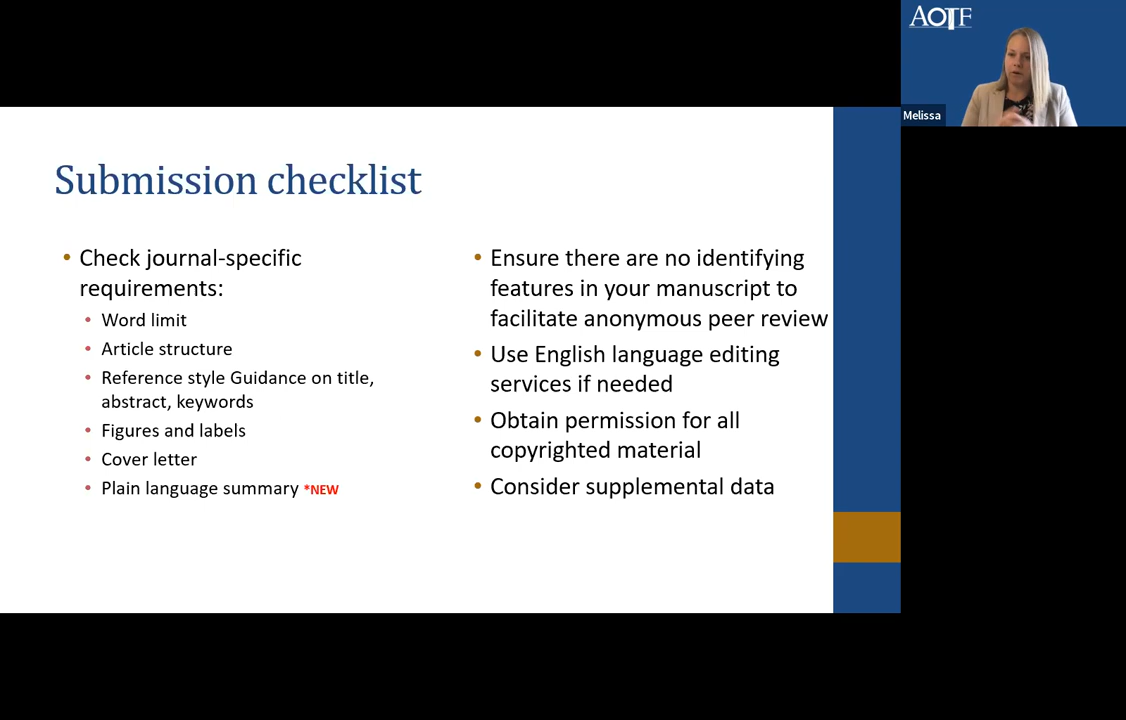 AOTF
Melissa
Submission checklist
• Check journal-specific
requirements:
• Word limit
• Article structure
• Reference style Guidance on title,
abstract, keywords
• Figures and labels
• Cover letter
• Plain language summary *NEW
• Ensure there are no identifying
features in your manuscript to
facilitate anonymous peer review
• Use English language editing
services if needed
• Obtain permission for all
copyrighted material
• Consider supplemental data